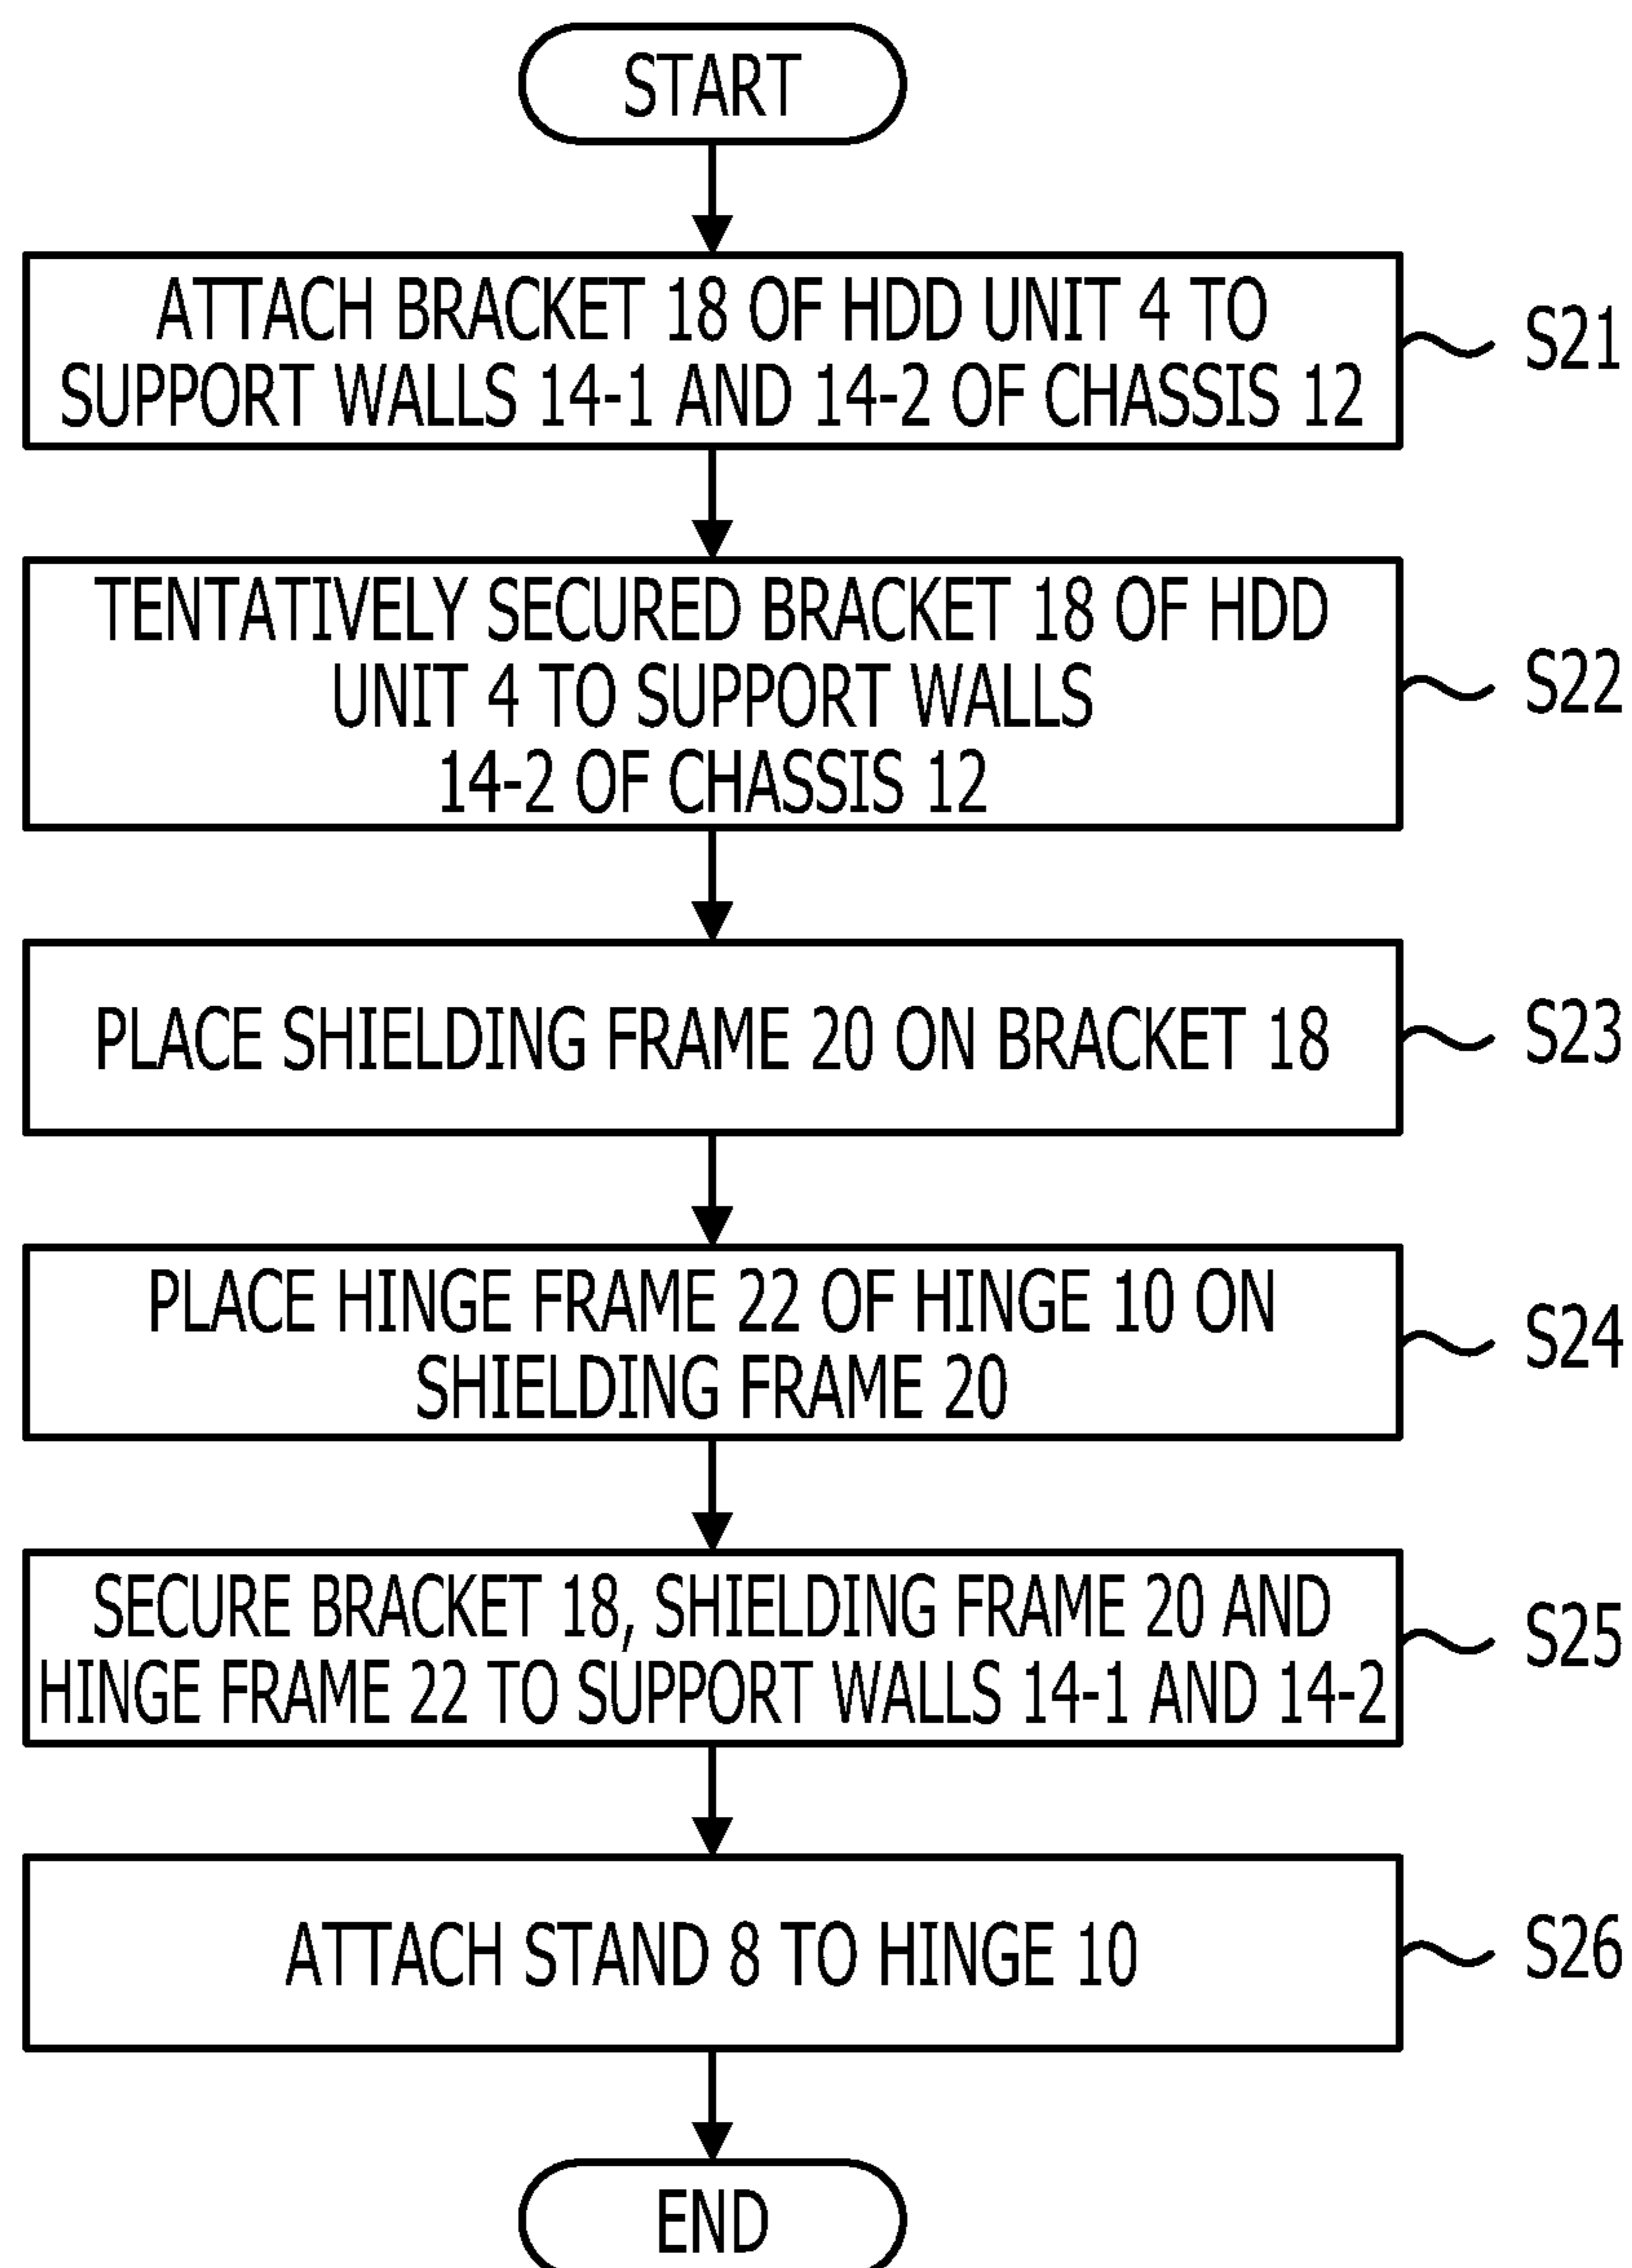 START
ATTACH BRACKET 18 OF HDD UNIT 4 TO
SUPPORT WALLS 14-1 AND 14-2 OF CHASSIS 12
S21
TENTATIVELY SECURED BRACKET 18 OF HDD
UNIT 4 TO SUPPORT WALLS
14-2 OF CHASSIS 12
S22
PLACE SHIELDING FRAME 20 ON BRACKET 18
S23
PLACE HINGE FRAME 22 OF HINGE 10 ON
SHIELDING FRAME 20
S24
SECURE BRACKET 18, SHIELDING FRAME 20 AND
HINGE FRAME 22 TO SUPPORT WALLS 14-1 AND 14-2
S25
ATTACH STAND 8 TO HINGE 10
S26
END